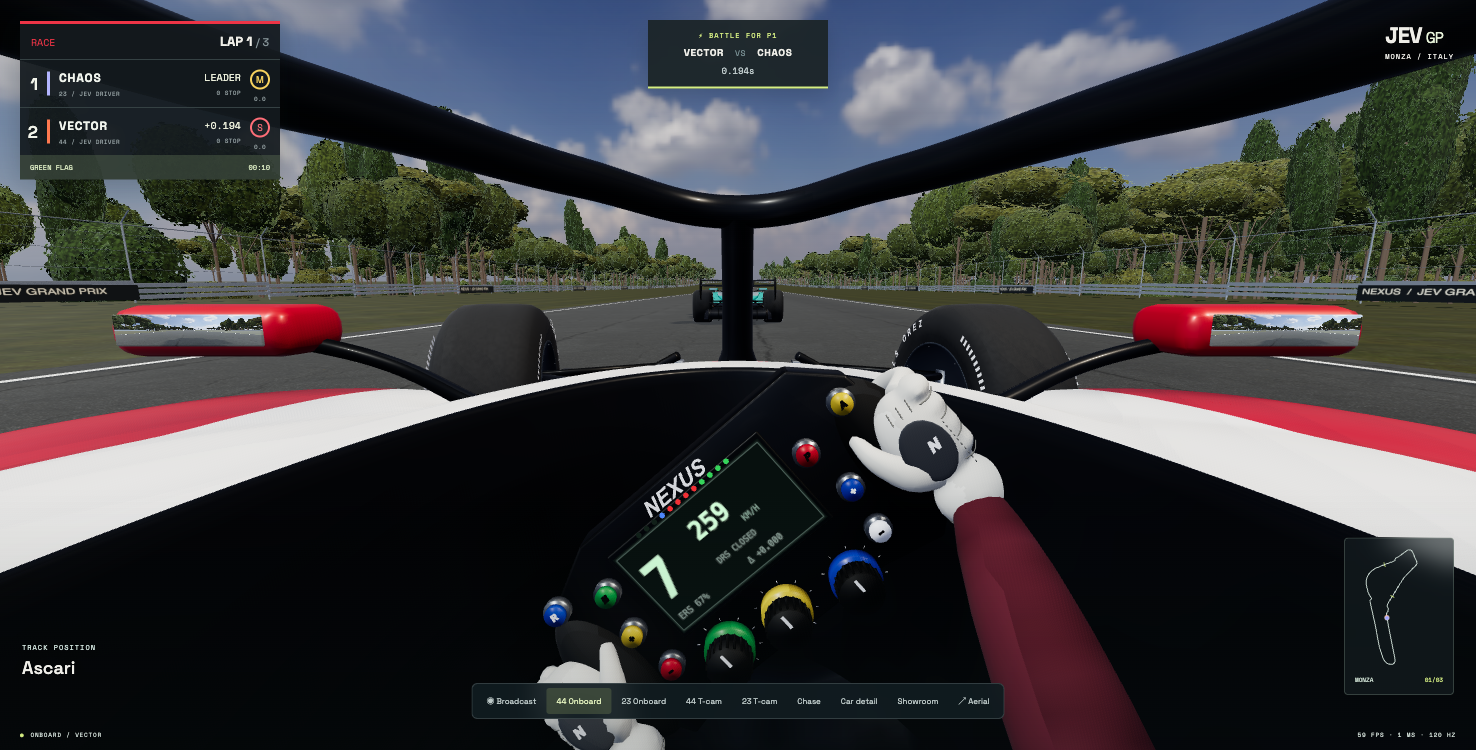 RACE LAP 1 / 3
1 CHAOS LEADER M
23 / JEV DRIVER 0 STOP 0.0
2 VECTOR +0.194 S
44 / JEV DRIVER 0 STOP 0.0
GREEN FLAG 00:10
⚡ BATTLE FOR P1
VECTOR VS CHAOS
0.194s
JEV GP
MONZA / ITALY
JEV GRAND PRIX
NEXUS / JEV GRA
NEXUS
259 KM/H
7
DRS CLOSED
Δ +0.000
ERS 67%
N
N
R
TRACK POSITION
Ascari
ONBOARD / VECTOR
Broadcast
44 Onboard
23 Onboard
44 T-cam
23 T-cam
Chase
Car detail
Showroom
Aerial
MONZA 01/03
59 FPS · 1 MS · 120 HZ